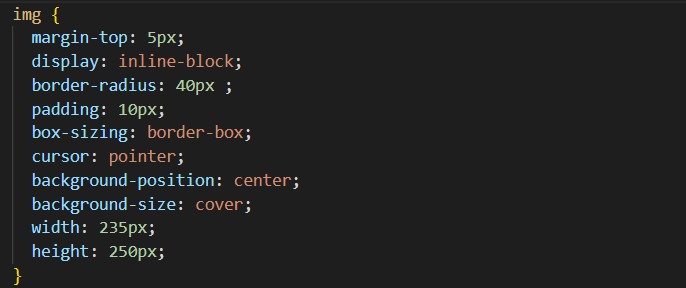 img {
  margin-top: 5px;
  display: inline-block;
  border-radius: 40px ;
  padding: 10px;
  box-sizing: border-box;
  cursor: pointer;
  background-position: center;
  background-size: cover;
  width: 235px;
  height: 250px;
}